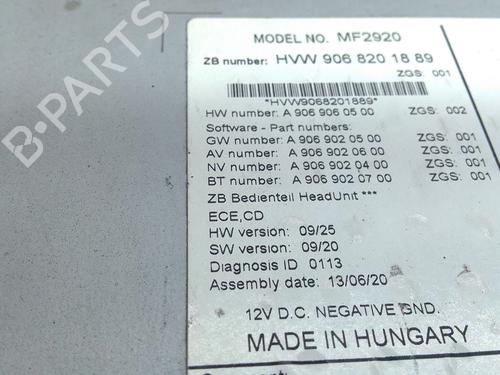 MODEL NO. MF2920
ZB number: HVW 906 820 18 89
ZGS: 001
*HVW9068201889*
HW number: A 906 906 05 00 ZGS: 002
Software - Part numbers:
GW number: A 906 902 05 00 ZGS: 001
AV number: A 906 902 06 00 ZGS: 001
NV number: A 906 902 04 00 ZGS: 001
BT number: A 906 902 07 00 ZGS: 001
ZB Bedienteil HeadUnit ***
ECE,CD
HW version: 09/25
SW version: 09/20
Diagnosis ID 0113
Assembly date: 13/06/20
12V D.C. NEGATIVE GND.
MADE IN HUNGARY
B-PARTS